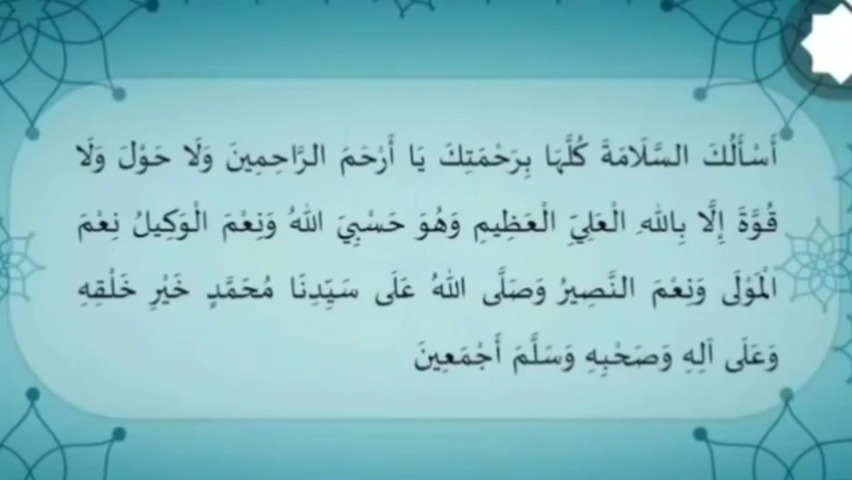 أَسْأَلُكَ السَّلَامَةَ كُلَّهَا بِرَحْمَتِكَ يَا أَرْحَمَ الرَّاحِمِينَ وَلَا حَوْلَ وَلَا
قُوَّةَ إِلَّا بِاللهِ الْعَلِيِّ الْعَظِيمِ وَهُوَ حَسْبِيَ اللهُ وَنِعْمَ الْوَكِيلُ نِعْمَ
الْمَوْلَى وَنِعْمَ النَّصِيرُ وَصَلَّى اللهُ عَلَى سَيِّدِنَا مُحَمَّدٍ خَيْرِ خَلْقِهِ
وَعَلَى آلِهِ وَصَحْبِهِ وَسَلَّمَ أَجْمَعِينَ